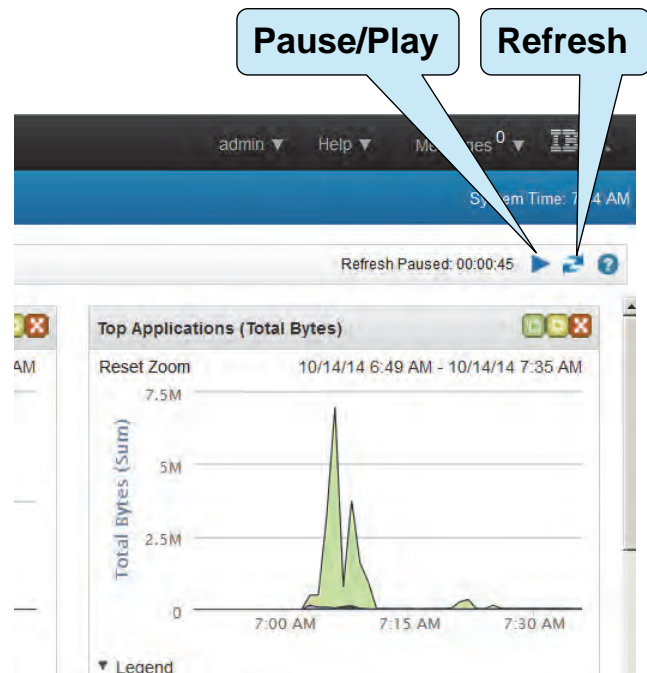 Pause/Play
Refresh
admin ▼ Help ▼ 0 ▼
Time: AM
Refresh Paused: 00:00:45
AM
Top Applications (Total Bytes)
Reset Zoom 10/14/14 6:49 AM - 10/14/14 7:35 AM
Total Bytes (Sum)
7.5M
5M
2.5M
0
7:00 AM 7:15 AM 7:30 AM
▼ Legend